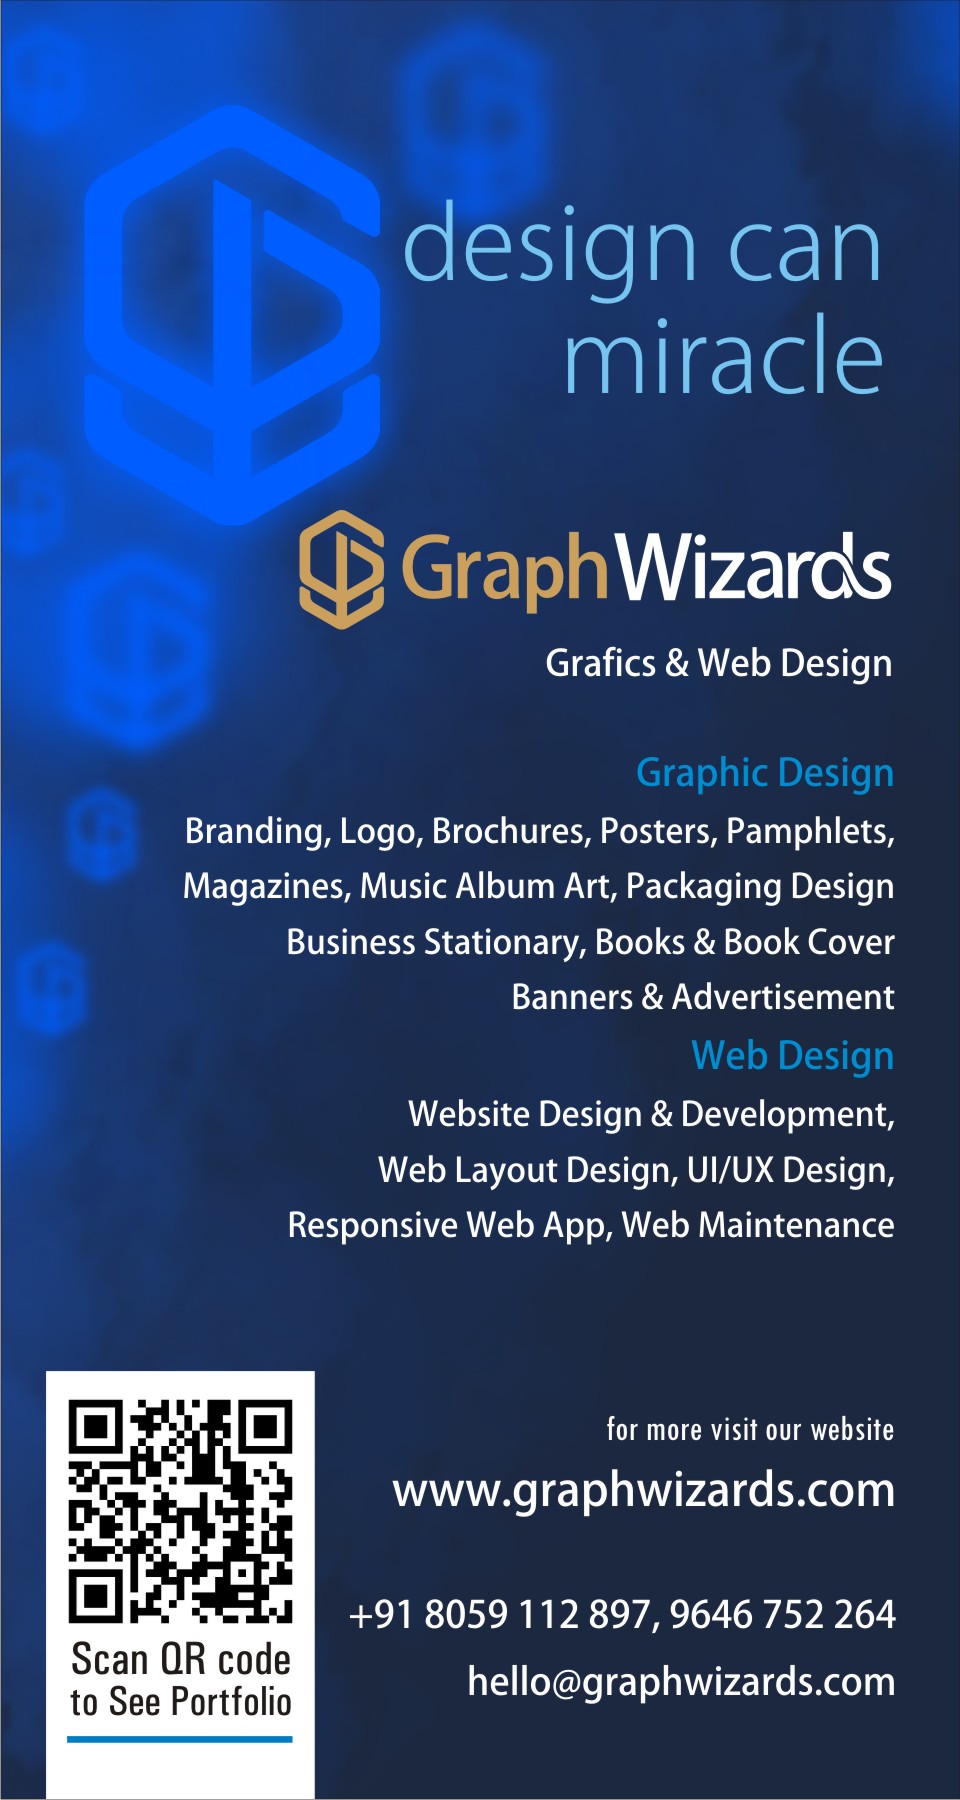 design can
miracle
GraphWizards
Grafics & Web Design
Graphic Design
Branding, Logo, Brochures, Posters, Pamphlets,
Magazines, Music Album Art, Packaging Design
Business Stationary, Books & Book Cover
Banners & Advertisement
Web Design
Website Design & Development,
Web Layout Design, UI/UX Design,
Responsive Web App, Web Maintenance
for more visit our website
www.graphwizards.com
+91 8059 112 897, 9646 752 264
hello@graphwizards.com
Scan QR code
to See Portfolio